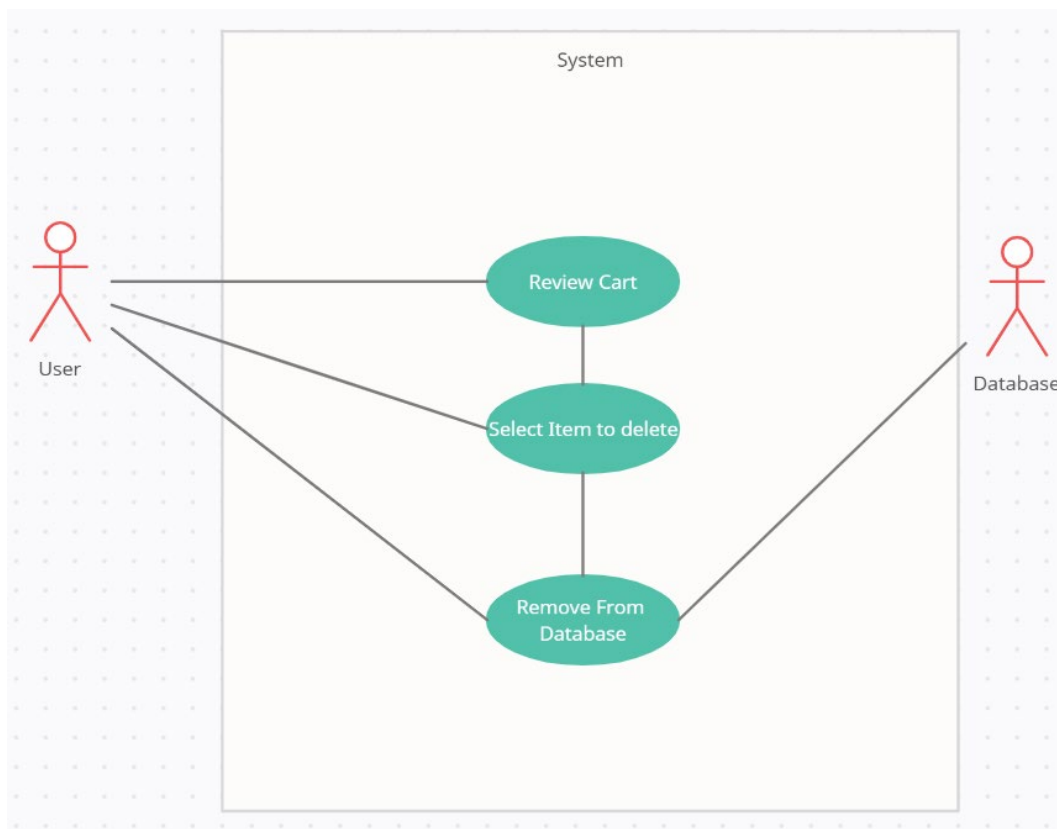 System
Review Cart
User
Database
Select Item to delete
Remove From
Database